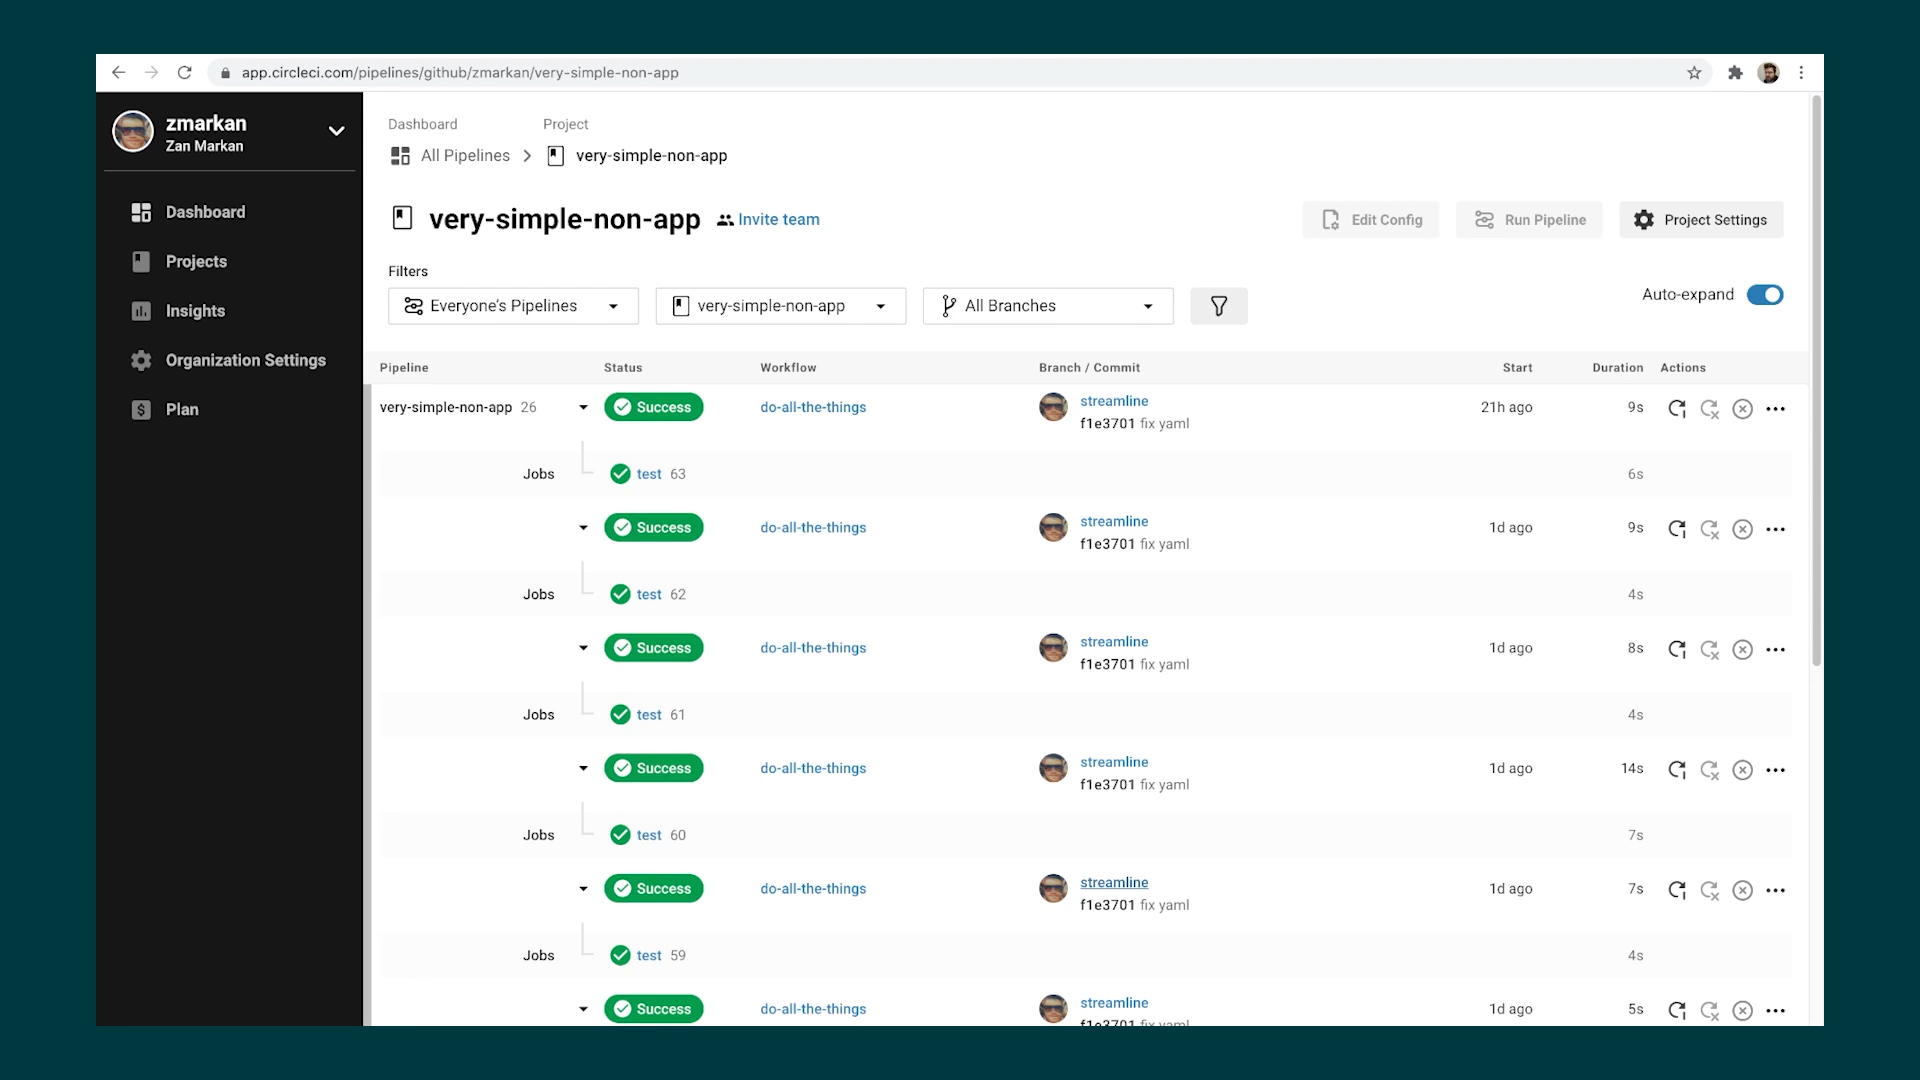 app.circleci.com/pipelines/github/zmarkan/very-simple-non-app
zmarkan
Zan Markan
Dashboard
Projects
Insights
Organization Settings
Plan
Dashboard Project
All Pipelines very-simple-non-app
very-simple-non-app Invite team Edit Config Run Pipeline Project Settings
Filters
Everyone's Pipelines very-simple-non-app All Branches Auto-expand
Pipeline Status Workflow Branch / Commit Start Duration Actions
very-simple-non-app 26 Success do-all-the-things streamline 21h ago 9s
f1e3701 fix yaml
Jobs test 63 6s
Success do-all-the-things streamline 1d ago 9s
f1e3701 fix yaml
Jobs test 62 4s
Success do-all-the-things streamline 1d ago 8s
f1e3701 fix yaml
Jobs test 61 4s
Success do-all-the-things streamline 1d ago 14s
f1e3701 fix yaml
Jobs test 60 7s
Success do-all-the-things streamline 1d ago 7s
f1e3701 fix yaml
Jobs test 59 4s
Success do-all-the-things streamline 1d ago 5s
f1e3701 fix yaml